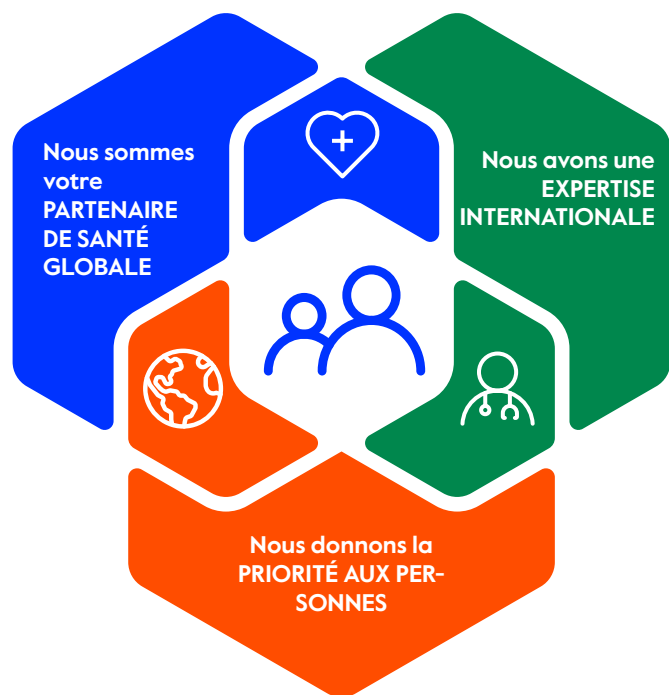 Nous sommes
votre
PARTENAIRE
DE SANTÉ
GLOBALE
Nous avons une
EXPERTISE
INTERNATIONALE
Nous donnons la
PRIORITÉ AUX PER-
SONNES